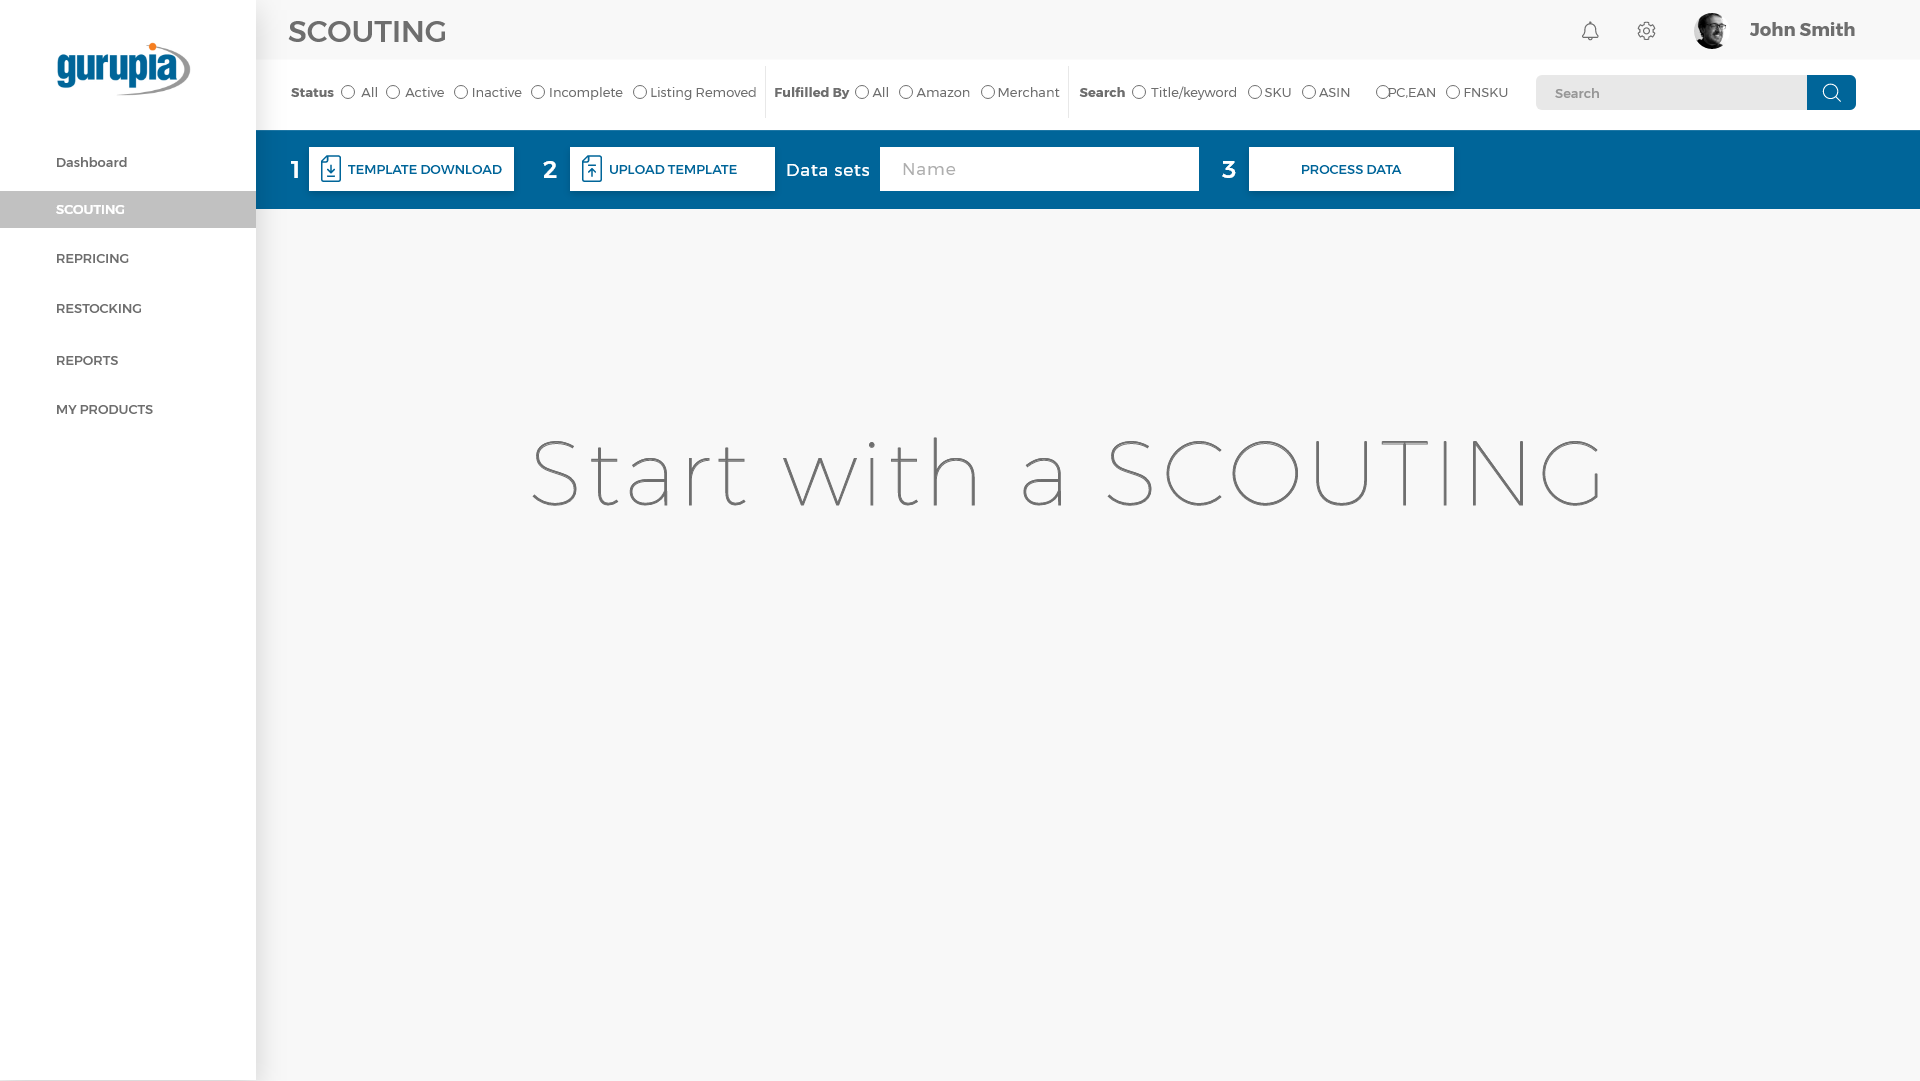 gurupia
SCOUTING
John Smith
Status All Active Inactive Incomplete Listing Removed Fulfilled By All Amazon Merchant Search Title/keyword SKU ASIN PC,EAN FNSKU Search
1 TEMPLATE DOWNLOAD 2 UPLOAD TEMPLATE Data sets Name 3 PROCESS DATA
Dashboard
SCOUTING
REPRICING
RESTOCKING
REPORTS
MY PRODUCTS
Start with a SCOUTING